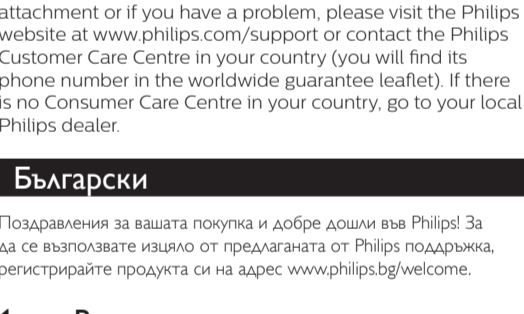 attachment or if you have a problem, please visit the Philips
website at www.philips.com/support or contact the Philips
Customer Care Centre in your country (you will find its
phone number in the worldwide guarantee leaflet). If there
is no Consumer Care Centre in your country, go to your local
Philips dealer.
Български
Поздравления за вашата покупка и добре дошли във Philips! За
да се възползвате изцяло от предлаганата от Philips поддръжка,
регистрирайте продукта си на адрес www.philips.bg/welcome.